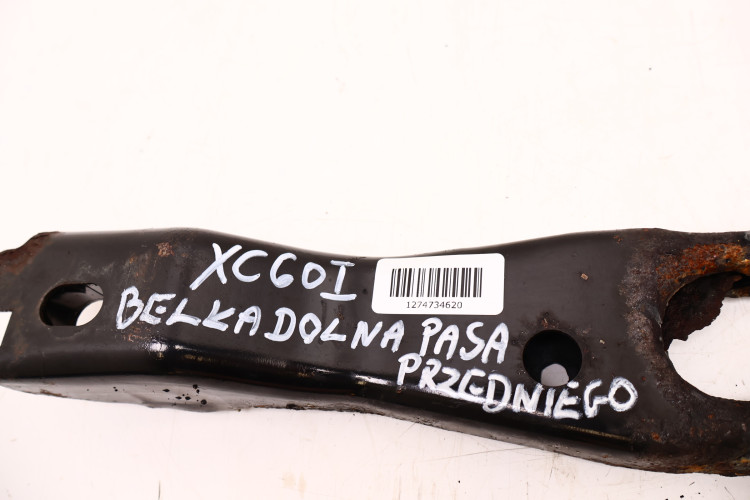 XC60I
1274734620
BELKA DOLNA PASA
PRZEDNIEGO